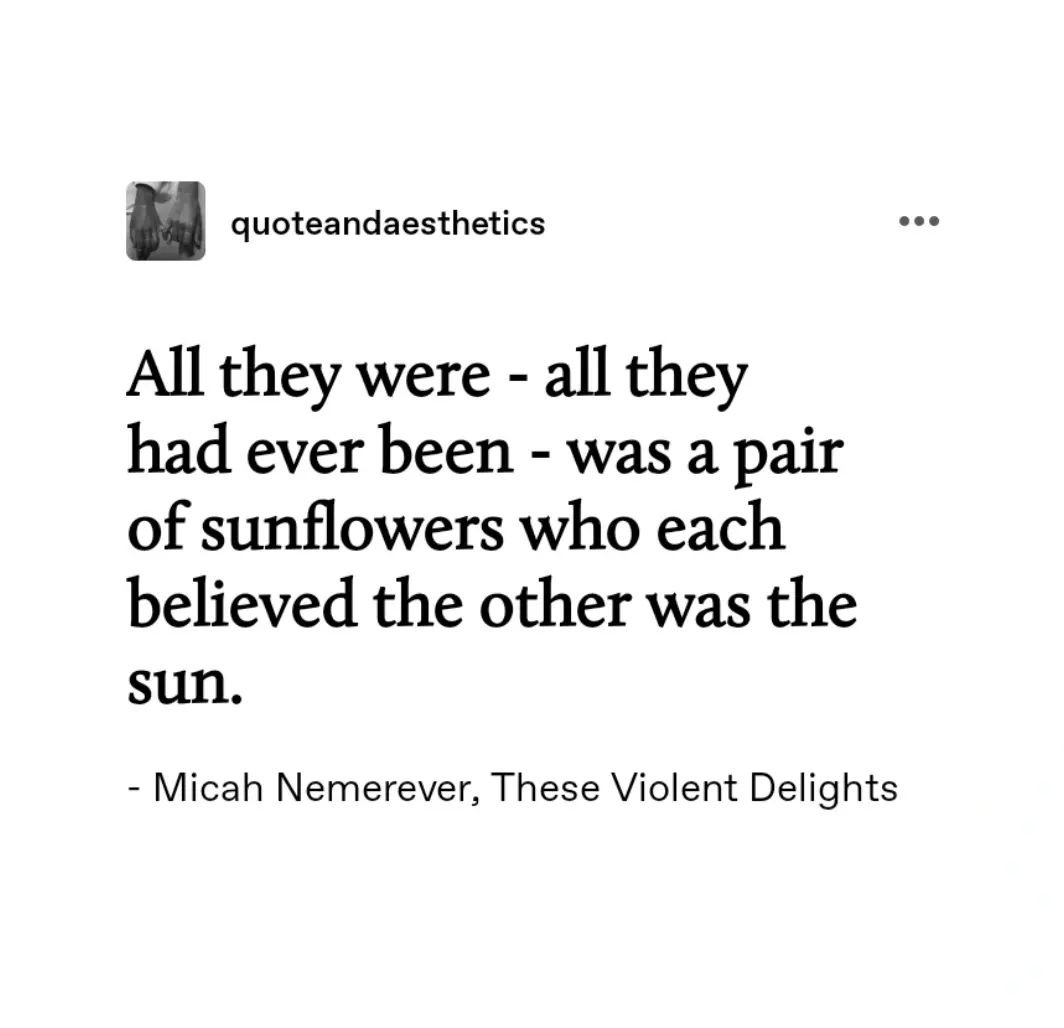 quoteandaesthetics
All they were - all they
had ever been - was a pair
of sunflowers who each
believed the other was the
sun.
- Micah Nemerever, These Violent Delights